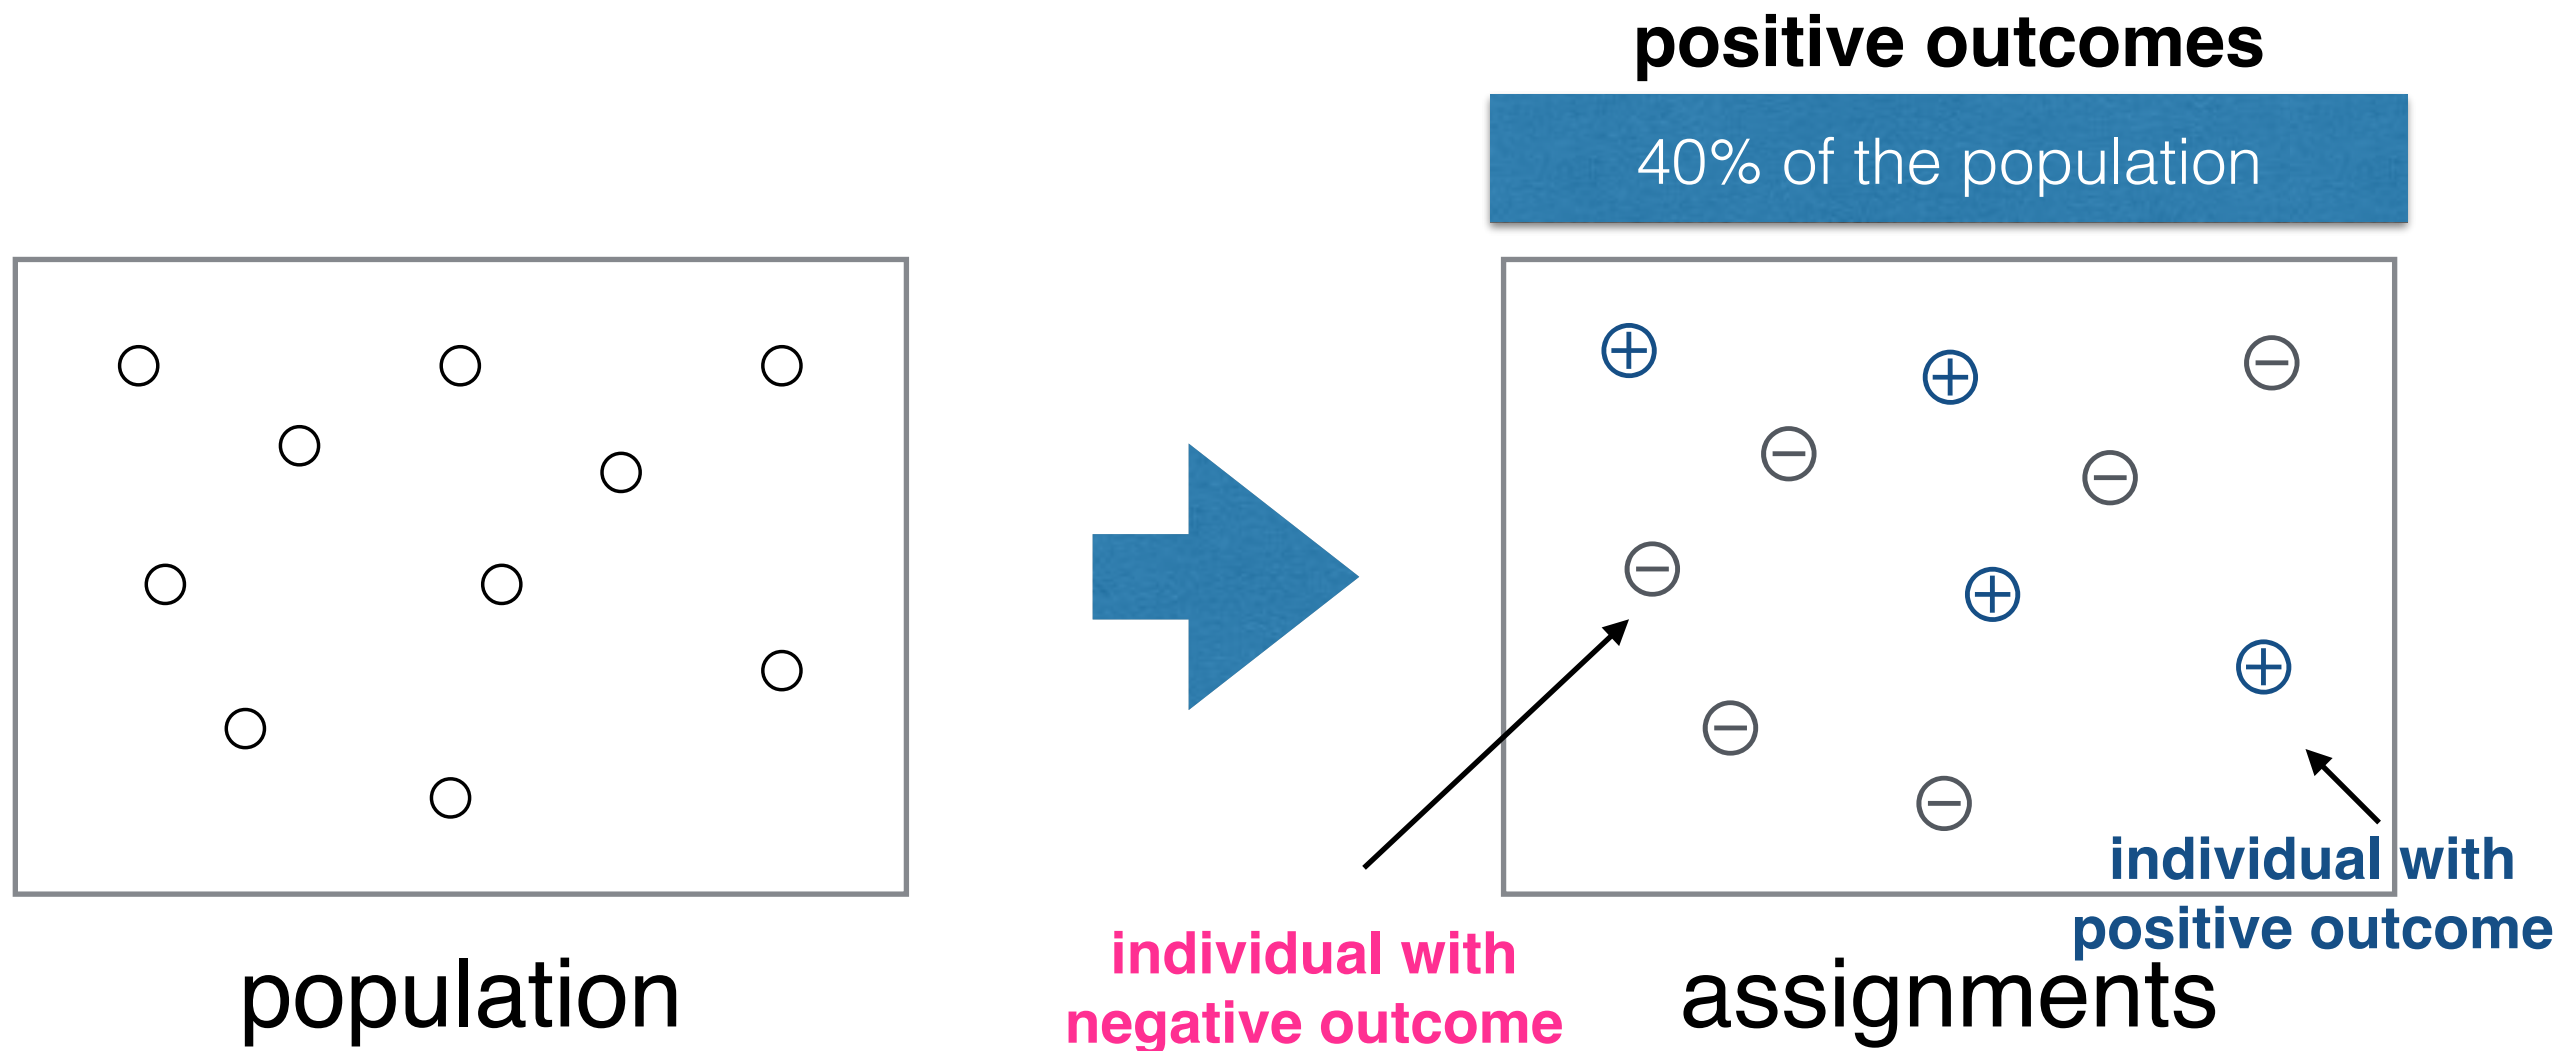 positive outcomes
40% of the population
individual with
positive outcome
individual with
negative outcome
population
assignments